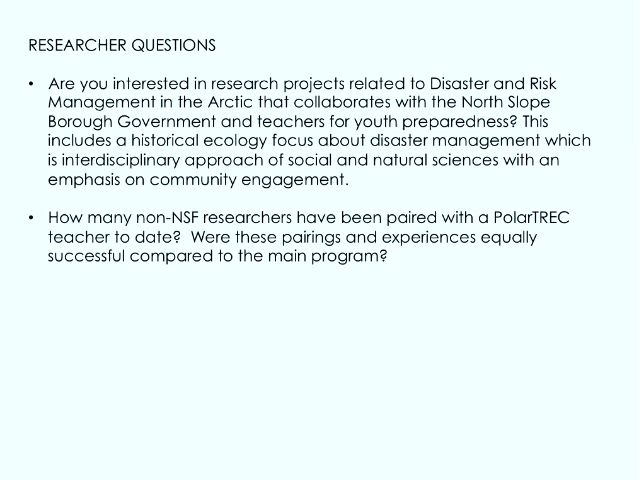 RESEARCHER QUESTIONS
• Are you interested in research projects related to Disaster and Risk
Management in the Arctic that collaborates with the North Slope
Borough Government and teachers for youth preparedness? This
includes a historical ecology focus about disaster management which
is interdisciplinary approach of social and natural sciences with an
emphasis on community engagement.
• How many non-NSF researchers have been paired with a PolarTREC
teacher to date?  Were these pairings and experiences equally
successful compared to the main program?